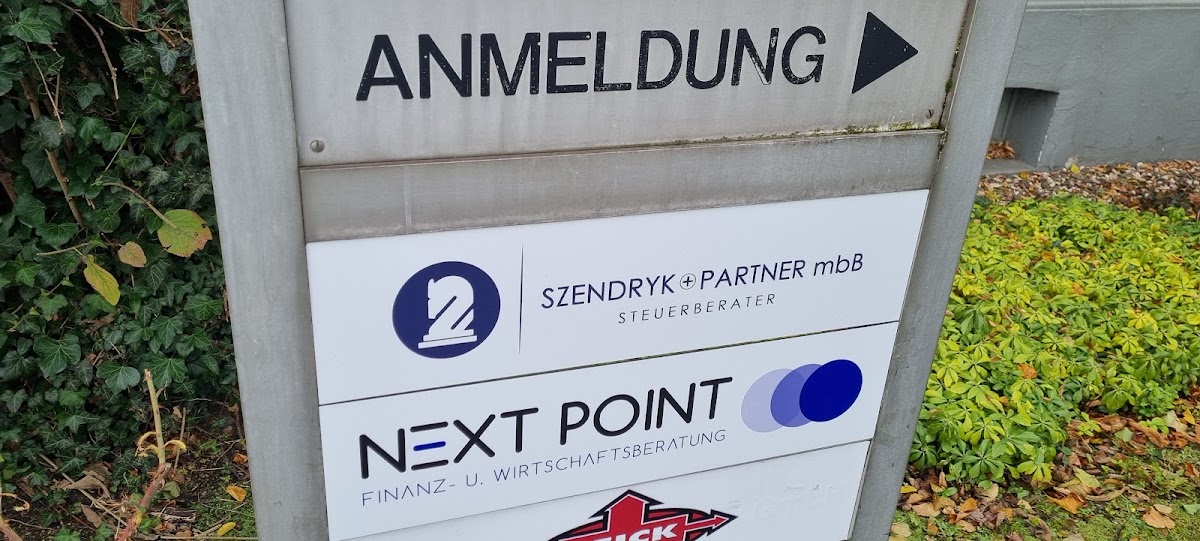 ANMELDUNG
SZENDRYK+PARTNER mbB
STEUERBERATER
NEXT POINT
FINANZ- U. WIRTSCHAFTSBERATUNG